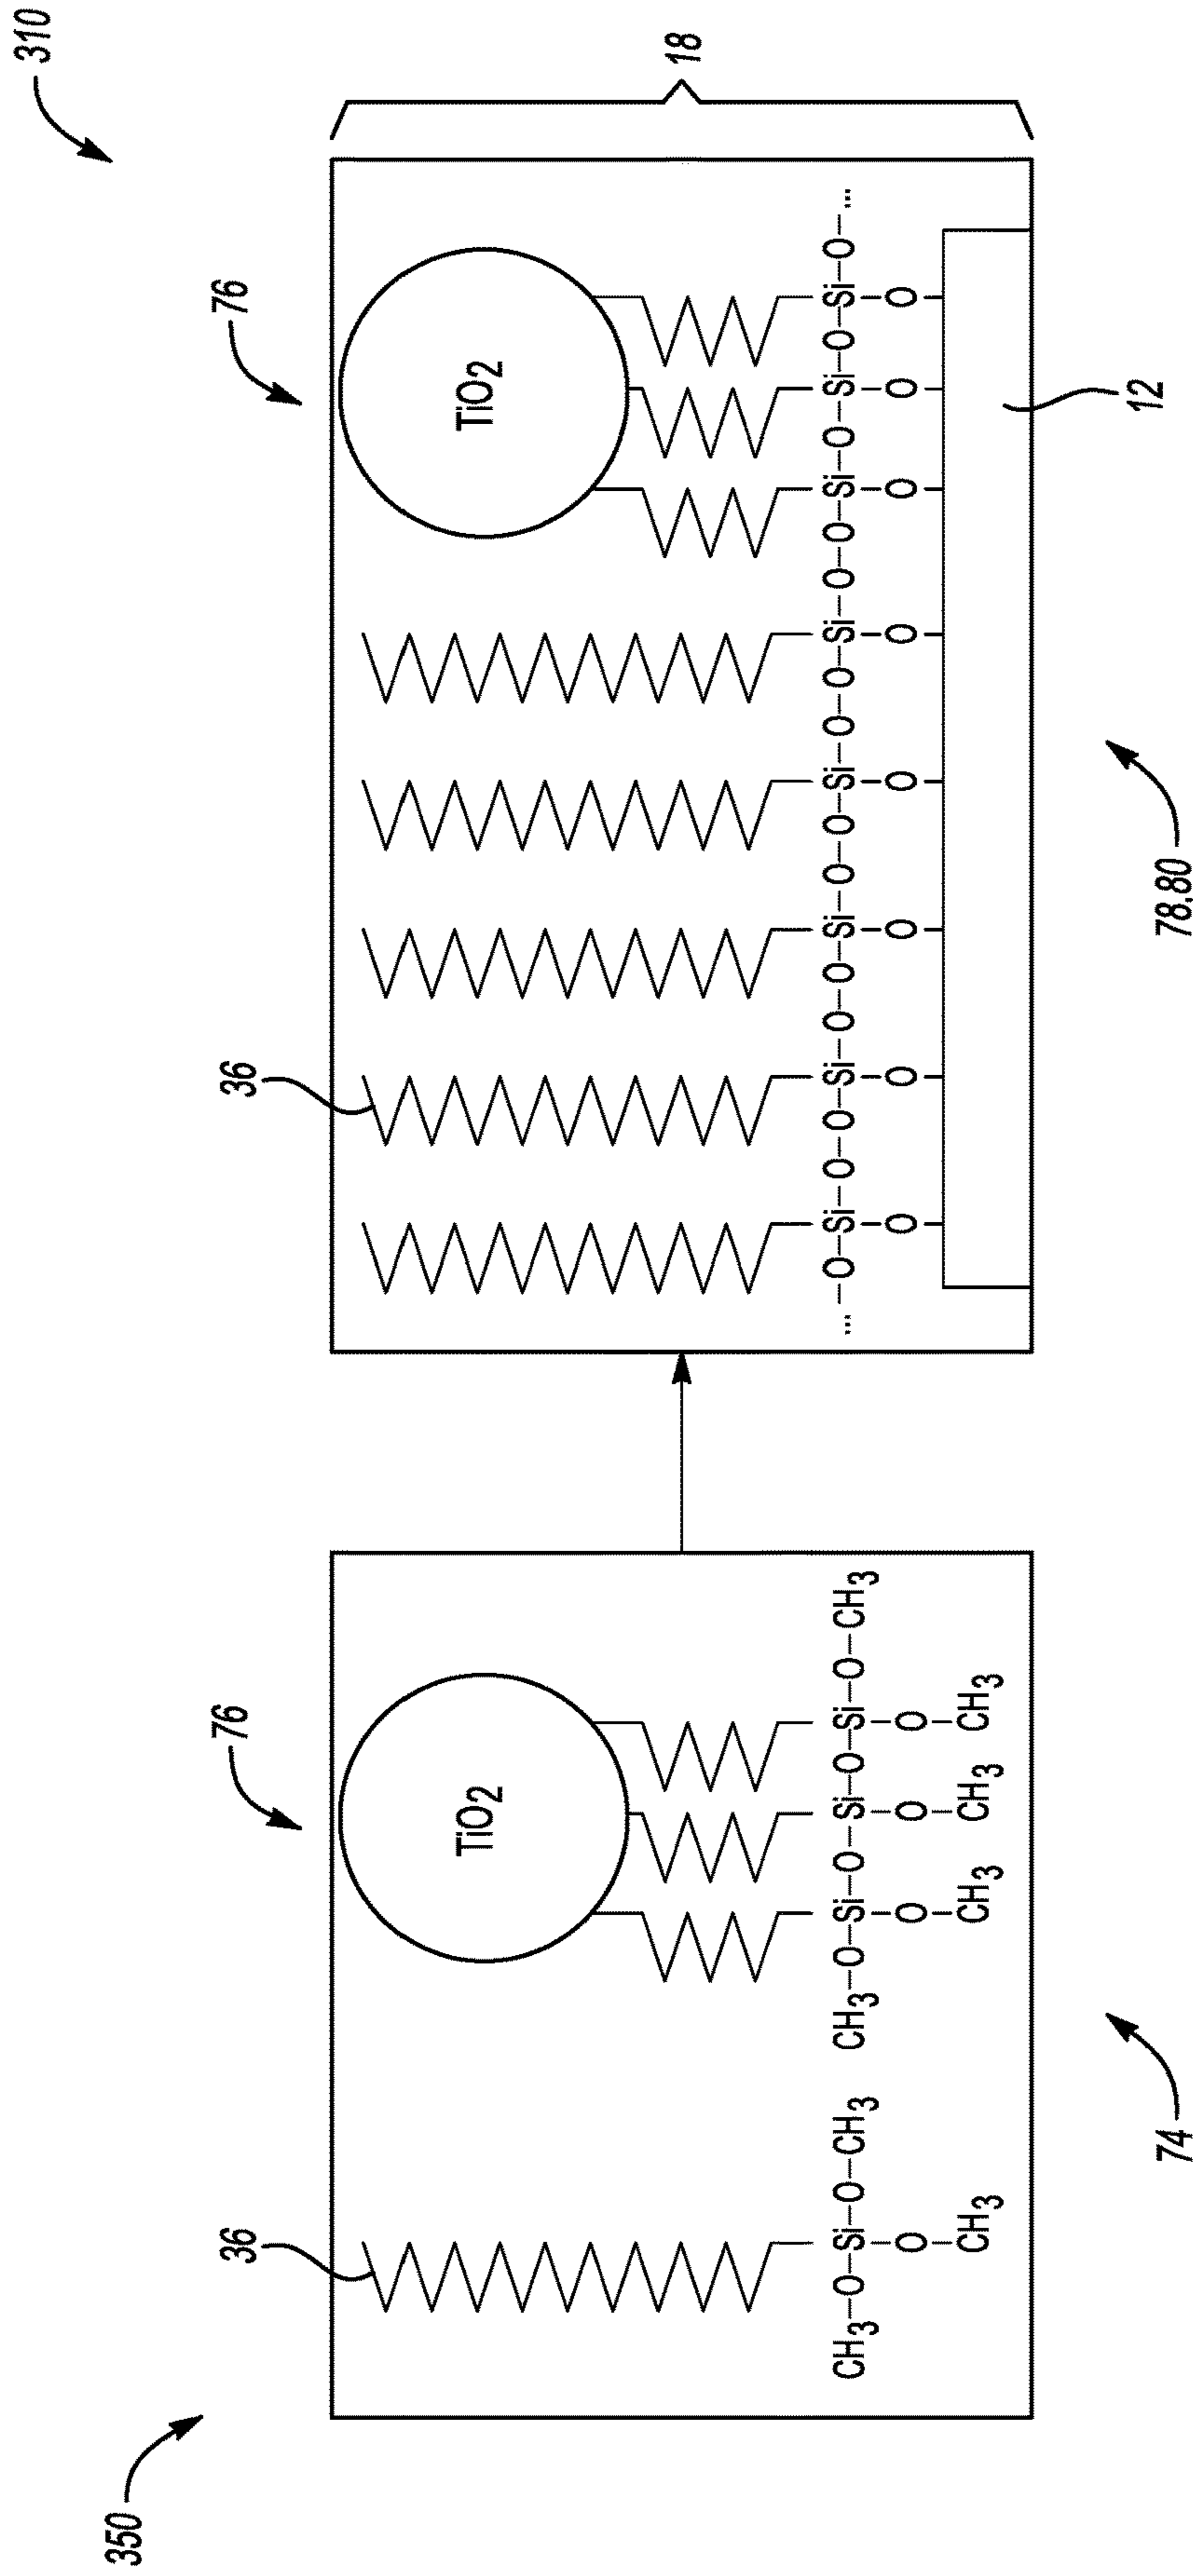 350
310
36
76
36
76
TiO₂
TiO₂
18
CH₃–O–Si–O–CH₃
CH₃–O–Si–O–Si–O–Si–O–CH₃
O
O
O
O
CH₃
CH₃
CH₃
CH₃
...–O–Si–O–O–Si–O–O–Si–O–O–Si–O–O–Si–O–O–Si–O–Si–O–Si–O–...
O
O
O
O
O
O
O
O
12
74
78,80